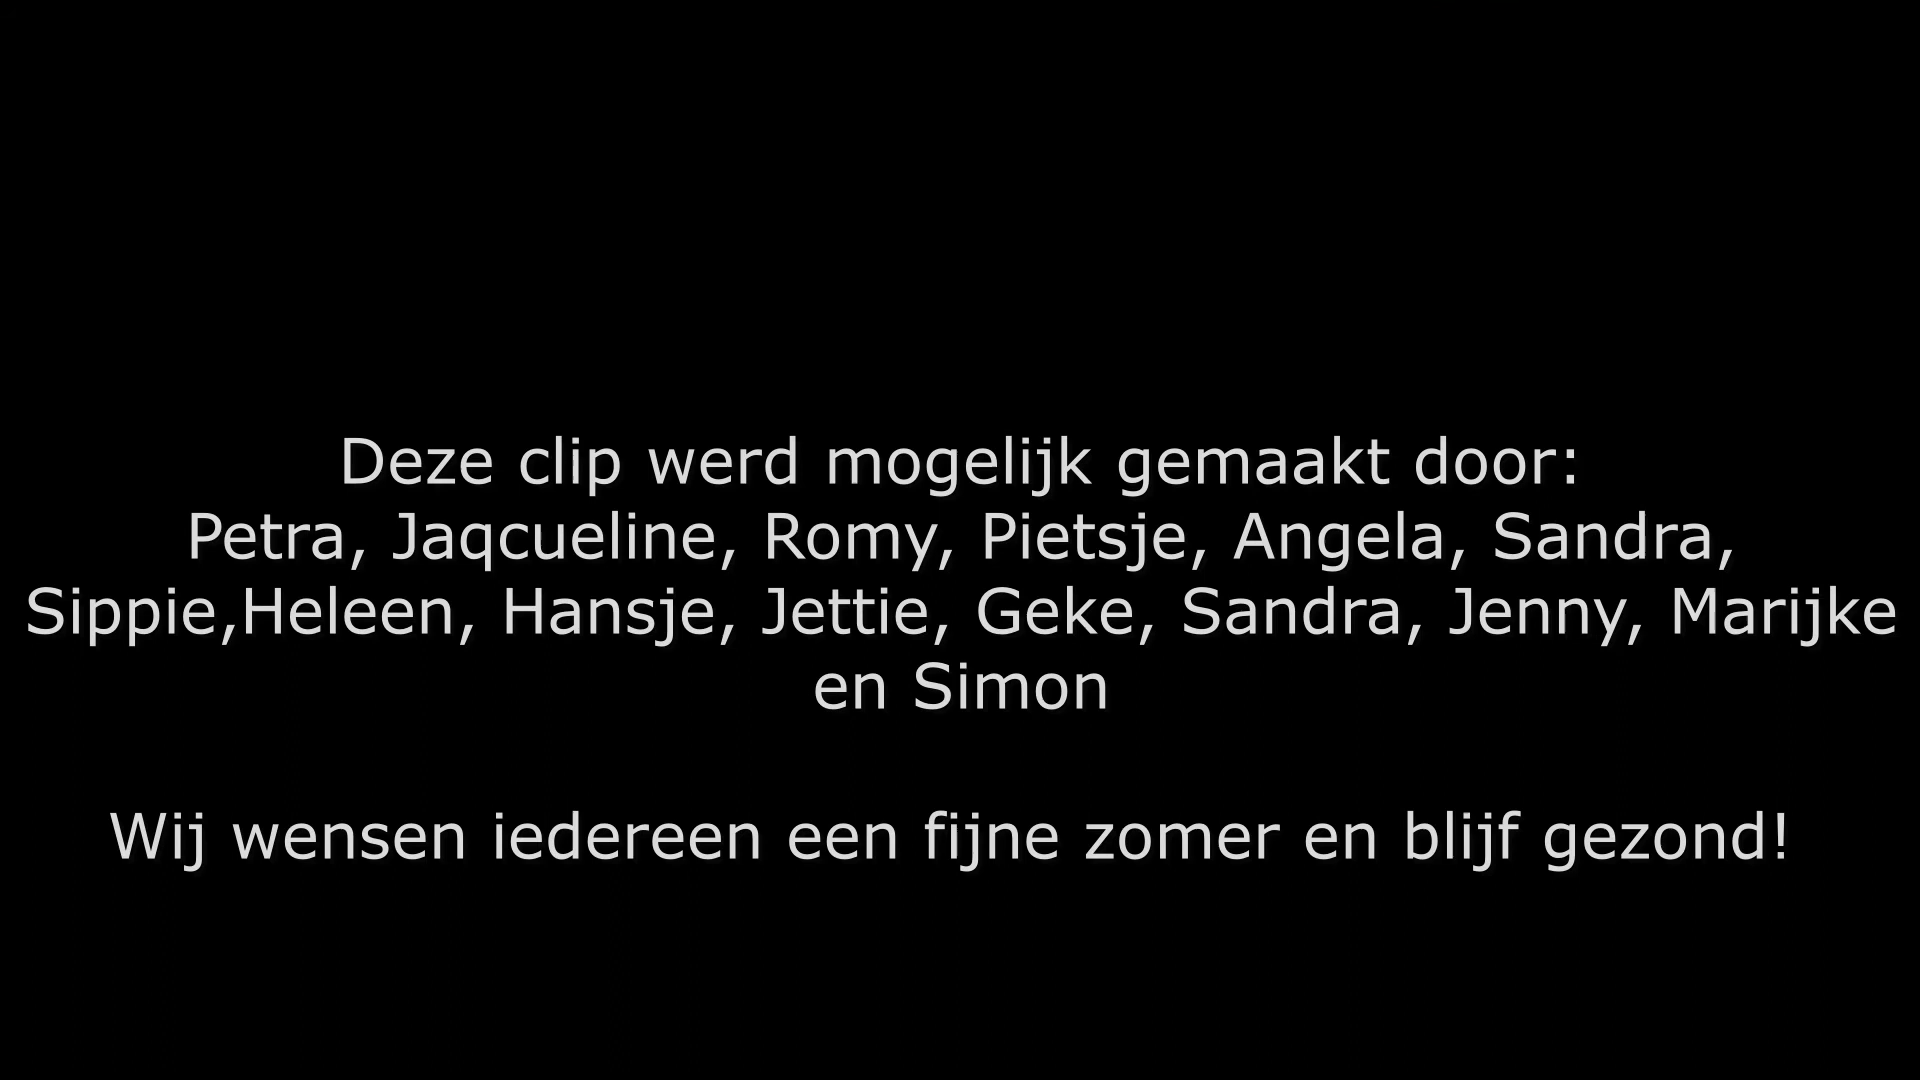 Deze clip werd mogelijk gemaakt door:
Petra, Jaqcueline, Romy, Pietsje, Angela, Sandra,
Sippie,Heleen, Hansje, Jettie, Geke, Sandra, Jenny, Marijke
en Simon
Wij wensen iedereen een fijne zomer en blijf gezond!